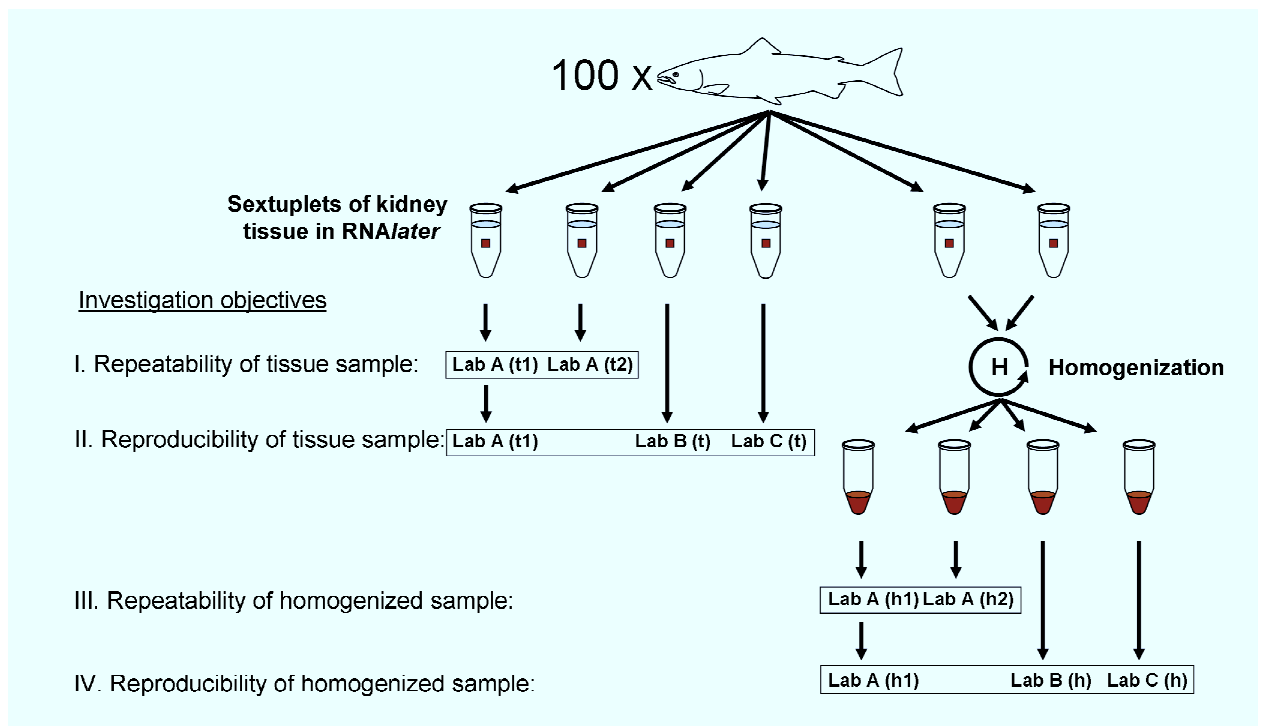 100 x
Sextuplets of kidney
tissue in RNAlater
Investigation objectives
I. Repeatability of tissue sample:
Lab A (t1) Lab A (t2)
H
Homogenization
II. Reproducibility of tissue sample:
Lab A (t1) Lab B (t) Lab C (t)
III. Repeatability of homogenized sample:
Lab A (h1) Lab A (h2)
IV. Reproducibility of homogenized sample:
Lab A (h1) Lab B (h) Lab C (h)